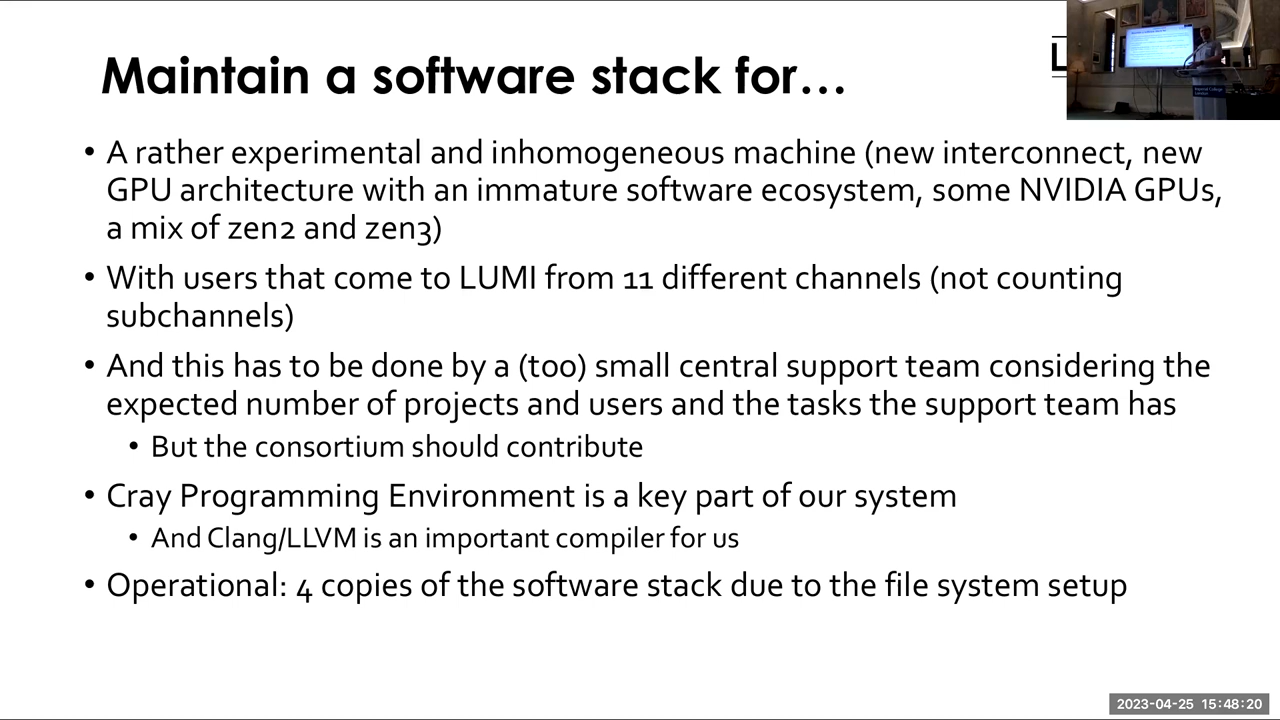 Maintain a software stack for...
L
• A rather experimental and inhomogeneous machine (new interconnect, new
GPU architecture with an immature software ecosystem, some NVIDIA GPUs,
a mix of zen2 and zen3)
• With users that come to LUMI from 11 different channels (not counting
subchannels)
• And this has to be done by a (too) small central support team considering the
expected number of projects and users and the tasks the support team has
• But the consortium should contribute
• Cray Programming Environment is a key part of our system
• And Clang/LLVM is an important compiler for us
• Operational: 4 copies of the software stack due to the file system setup
2023-04-25 15:48:20